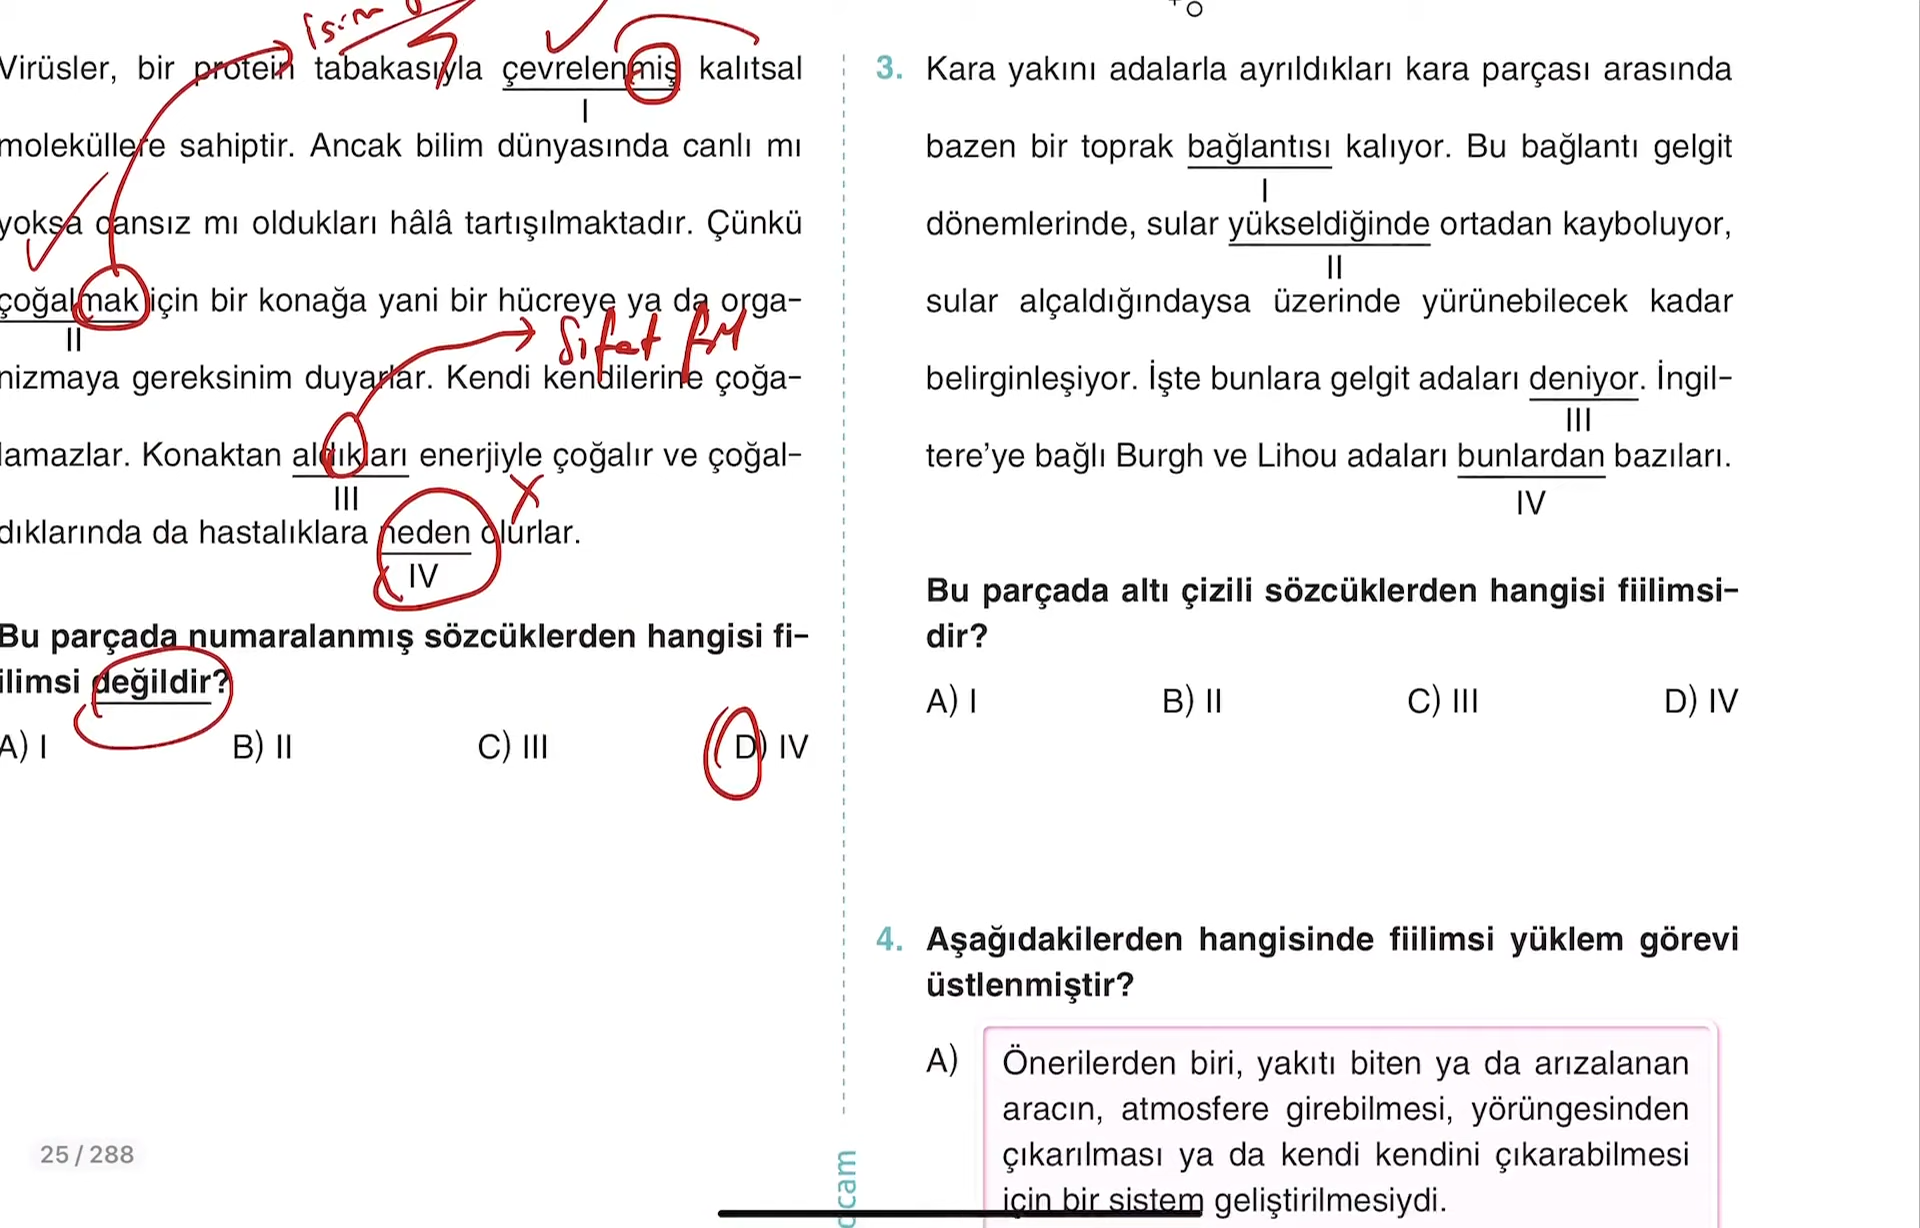 isim
Virüsler, bir protein tabakasıyla çevrelenmiş kalıtsal
I
moleküllere sahiptir. Ancak bilim dünyasında canlı mı
yoksa cansız mı oldukları hâlâ tartışılmaktadır. Çünkü
çoğalmak için bir konağa yani bir hücreye ya da orga-
II
Sıfat
nizmaya gereksinim duyarlar. Kendi kendilerine çoğa-
lamazlar. Konaktan aldıkları enerjiyle çoğalır ve çoğal-
III
X
dıklarında da hastalıklara neden olurlar.
IV
Bu parçada numaralanmış sözcüklerden hangisi fi-
ilimsi değildir?
A) I B) II C) III D) IV
25 / 288
3. Kara yakını adalarla ayrıldıkları kara parçası arasında
bazen bir toprak bağlantısı kalıyor. Bu bağlantı gelgit
I
dönemlerinde, sular yükseldiğinde ortadan kayboluyor,
II
sular alçaldığındaysa üzerinde yürünebilecek kadar
belirginleşiyor. İşte bunlara gelgit adaları deniyor. İngil-
III
tere’ye bağlı Burgh ve Lihou adaları bunlardan bazıları.
IV
Bu parçada altı çizili sözcüklerden hangisi fiilimsi-
dir?
A) I B) II C) III D) IV
4. Aşağıdakilerden hangisinde fiilimsi yüklem görevi
üstlenmiştir?
A) Önerilerden biri, yakıtı biten ya da arızalanan
aracın, atmosfere girebilmesi, yörüngesinden
çıkarılması ya da kendi kendini çıkarabilmesi
için bir sistem geliştirilmesiydi.